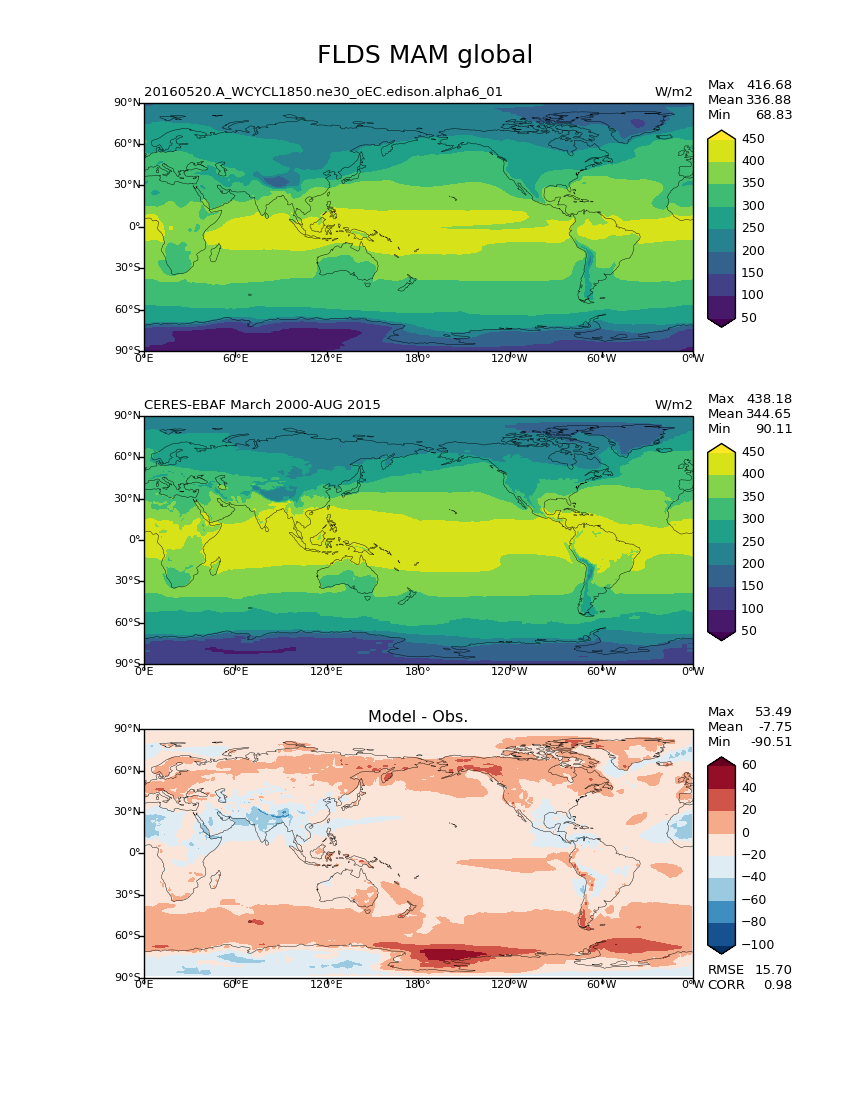 FLDS MAM global
20160520.A_WCYCL1850.ne30_oEC.edison.alpha6_01 W/m2
Max 416.68
Mean 336.88
Min 68.83
90°N
60°N
30°N
0°
30°S
60°S
90°S
0°E 60°E 120°E 180° 120°W 60°W 0°W
450
400
350
300
250
200
150
100
50
CERES-EBAF March 2000-AUG 2015 W/m2
Max 438.18
Mean 344.65
Min 90.11
90°N
60°N
30°N
0°
30°S
60°S
90°S
0°E 60°E 120°E 180° 120°W 60°W 0°W
450
400
350
300
250
200
150
100
50
Model - Obs.
Max 53.49
Mean -7.75
Min -90.51
90°N
60°N
30°N
0°
30°S
60°S
90°S
0°E 60°E 120°E 180° 120°W 60°W 0°W
60
40
20
0
−20
−40
−60
−80
−100
RMSE 15.70
CORR 0.98